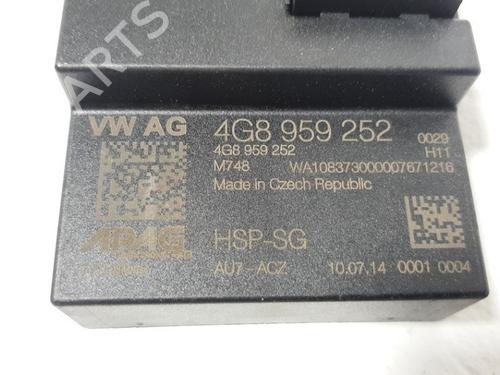 PARTS
VW AG
4G8 959 252
0029
4G8 959 252
H11
M748
WA108373000007671216
Made in Czech Republic
APAG
HSP-SG
AU7-ACZ
10.07.14
0001 0004